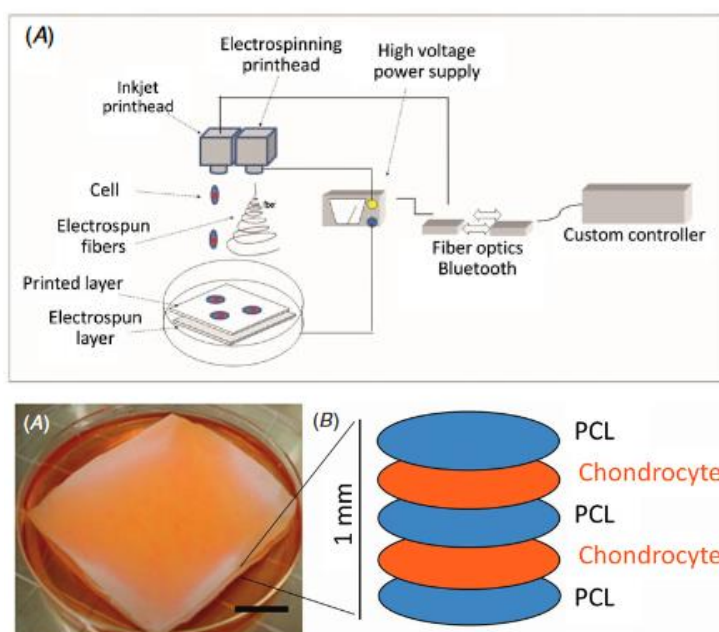 (A)
Electrospinning
printhead
High voltage
power supply
Inkjet
printhead
Cell
Electrospun
fibers
Fiber optics
Bluetooth
Custom controller
Printed layer
Electrospun
layer
(A)
(B)
1 mm
PCL
Chondrocyte
PCL
Chondrocyte
PCL